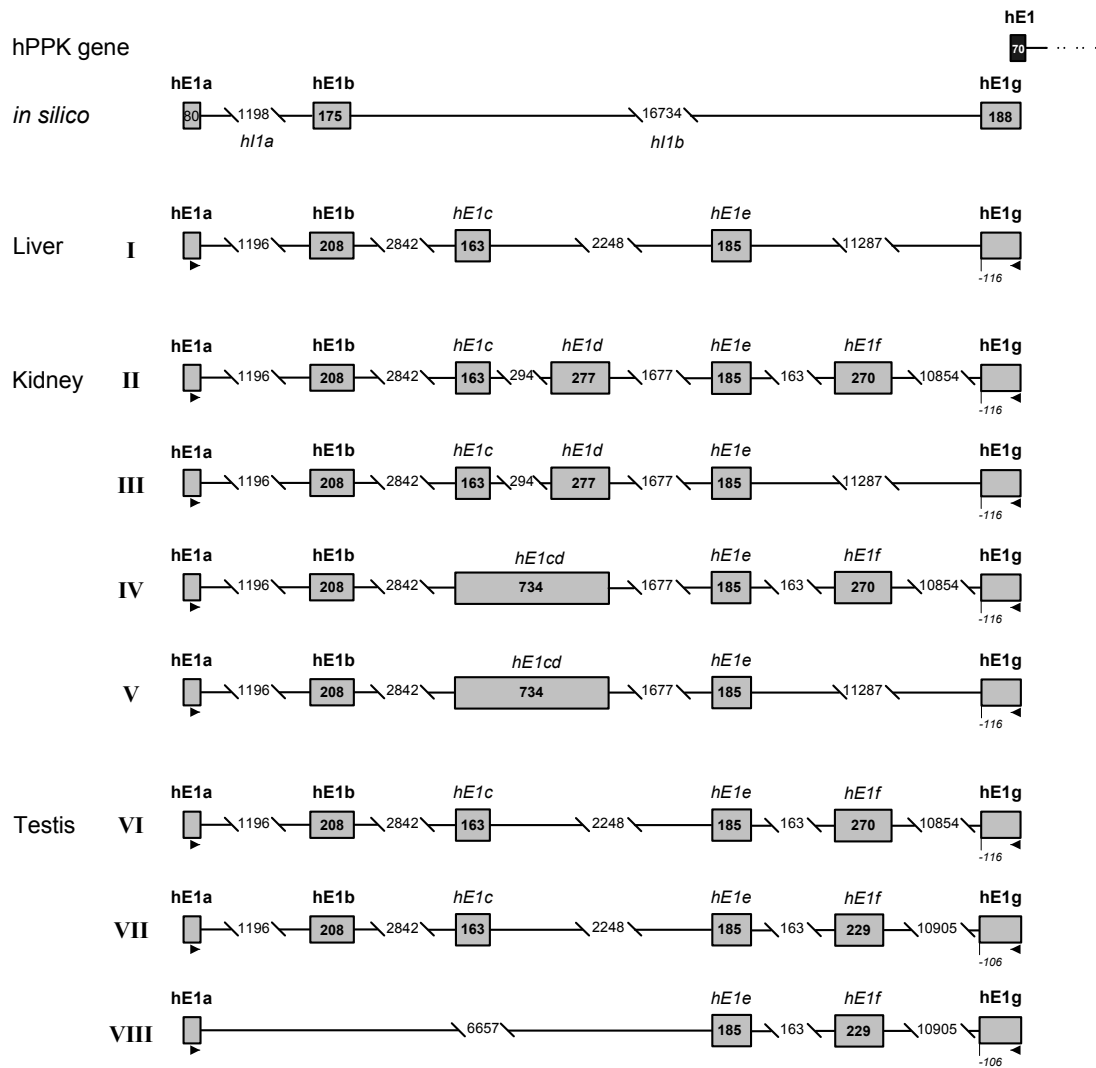 hE1
hPPK gene 70
hE1a hE1b hE1g
in silico 80 1198 175 16734 188
hI1a hI1b
hE1a hE1b hE1c hE1e hE1g
Liver I 1196 208 2842 163 2248 185 11287
-116
hE1a hE1b hE1c hE1d hE1e hE1f hE1g
Kidney II 1196 208 2842 163 294 277 1677 185 163 270 10854
-116
hE1a hE1b hE1c hE1d hE1e hE1g
III 1196 208 2842 163 294 277 1677 185 11287
-116
hE1a hE1b hE1cd hE1e hE1f hE1g
IV 1196 208 2842 734 1677 185 163 270 10854
-116
hE1a hE1b hE1cd hE1e hE1g
V 1196 208 2842 734 1677 185 11287
-116
hE1a hE1b hE1c hE1e hE1f hE1g
Testis VI 1196 208 2842 163 2248 185 163 270 10854
-116
hE1a hE1b hE1c hE1e hE1f hE1g
VII 1196 208 2842 163 2248 185 163 229 10905
-106
hE1a hE1e hE1f hE1g
VIII 6657 185 163 229 10905
-106